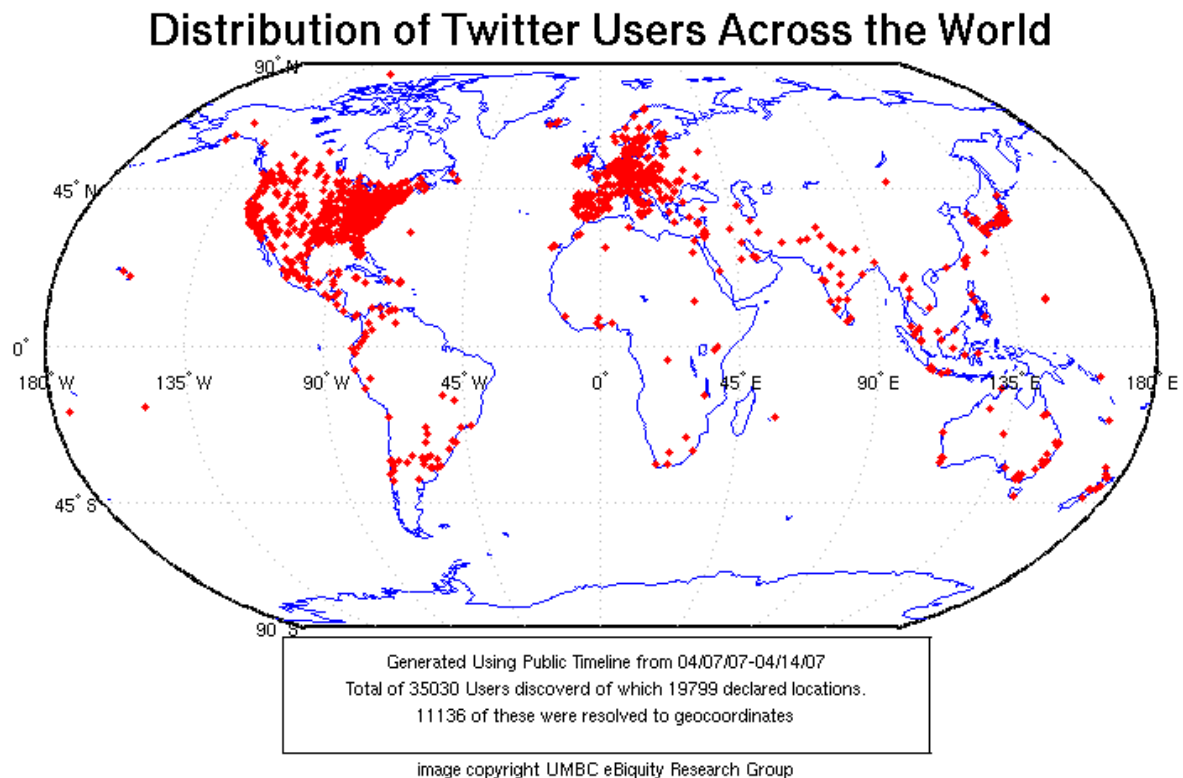 Distribution of Twitter Users Across the World
90° N
45° N
0°
180° W 135° W 90° W 45° W 0° 45° E 90° E 135° E 180° E
45° S
90° S
Generated Using Public Timeline from 04/07/07-04/14/07
Total of 35030 Users discoverd of which 19799 declared locations.
11136 of these were resolved to geocoordinates
image copyright UMBC eBiquity Research Group